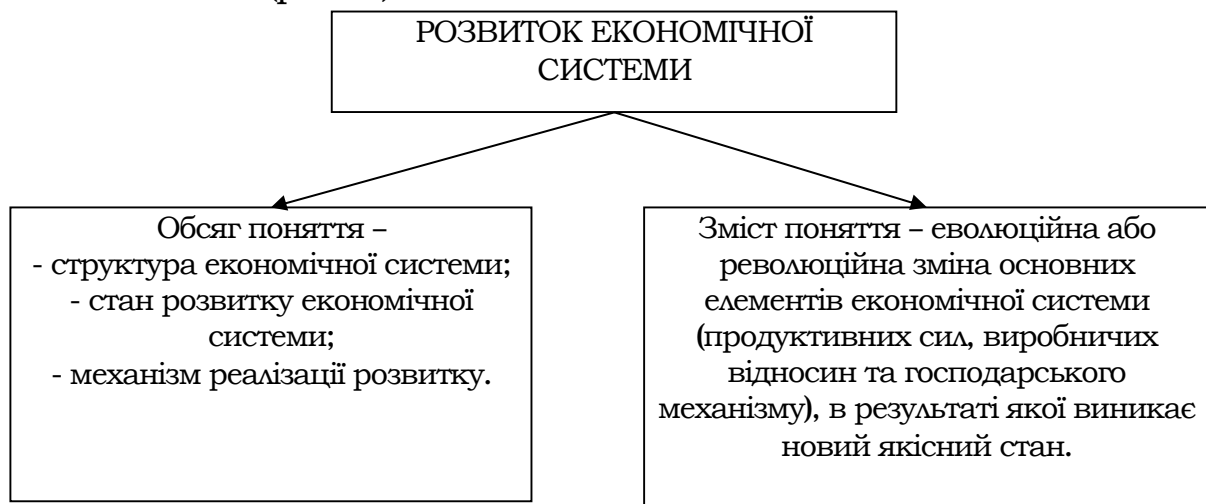 РОЗВИТОК ЕКОНОМІЧНОЇ
СИСТЕМИ
Обсяг поняття –
- структура економічної системи;
- стан розвитку економічної
системи;
- механізм реалізації розвитку.
Зміст поняття – еволюційна або
революційна зміна основних
елементів економічної системи
(продуктивних сил, виробничих
відносин та господарського
механізму), в результаті якої виникає
новий якісний стан.